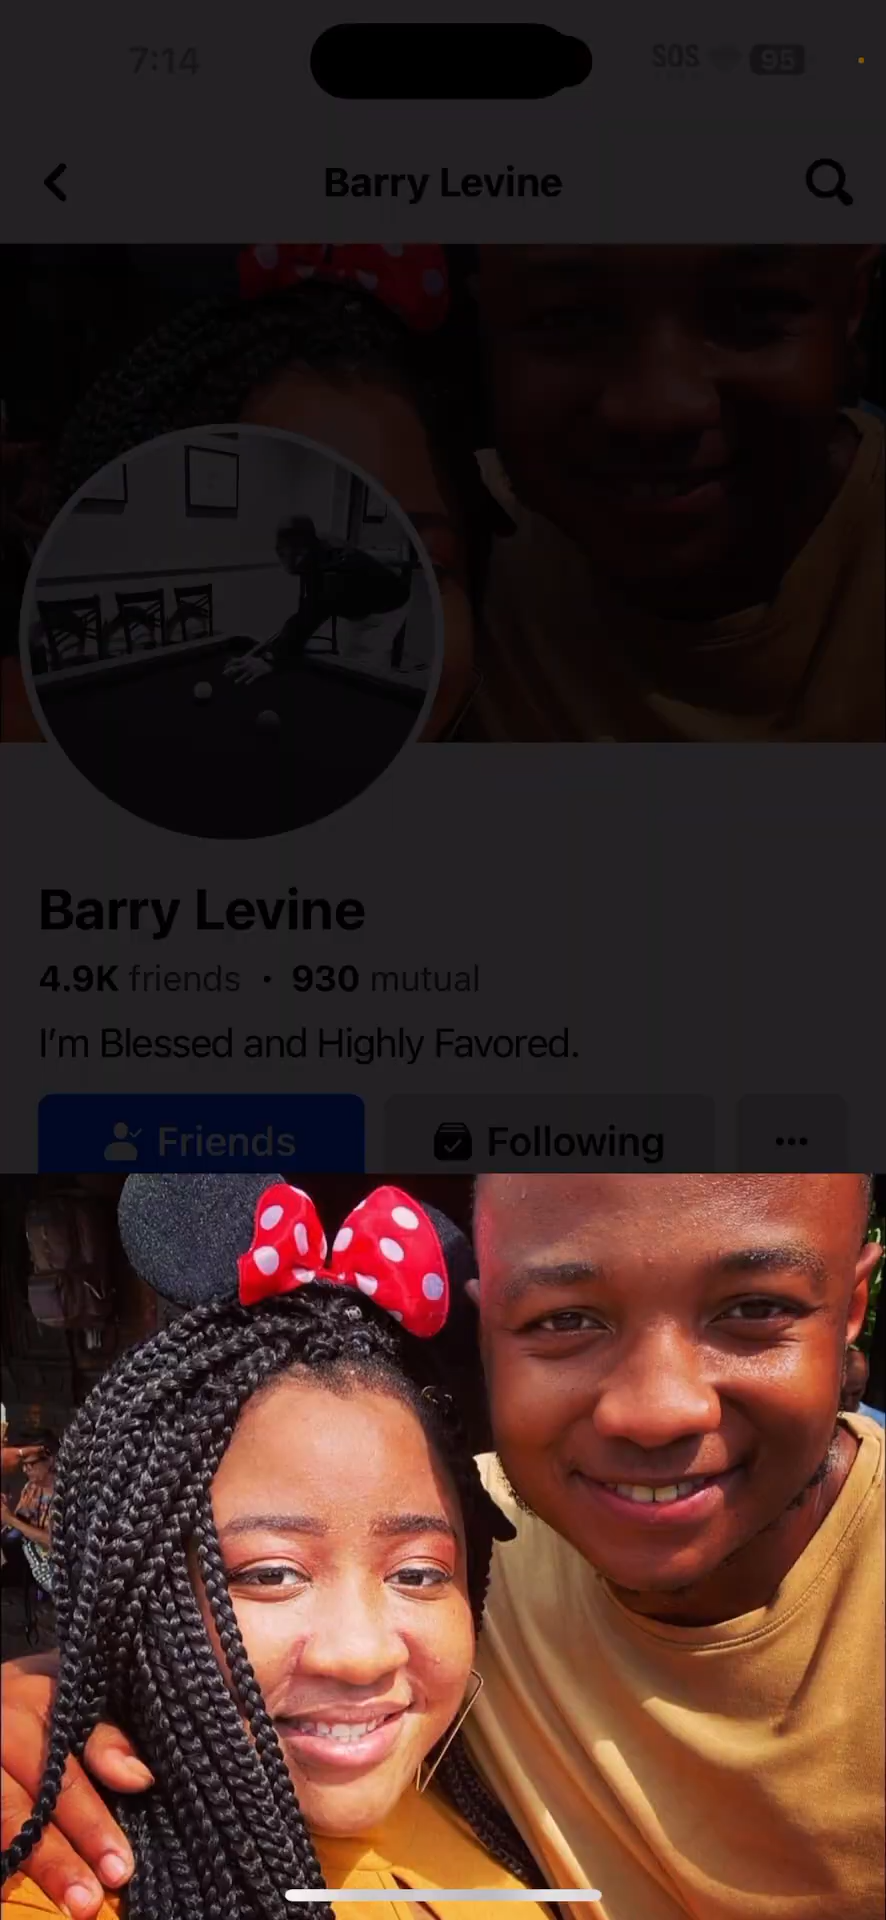 7:14
SOS 95
Barry Levine
Barry Levine
4.9K friends · 930 mutual
I'm Blessed and Highly Favored.
Friends Following